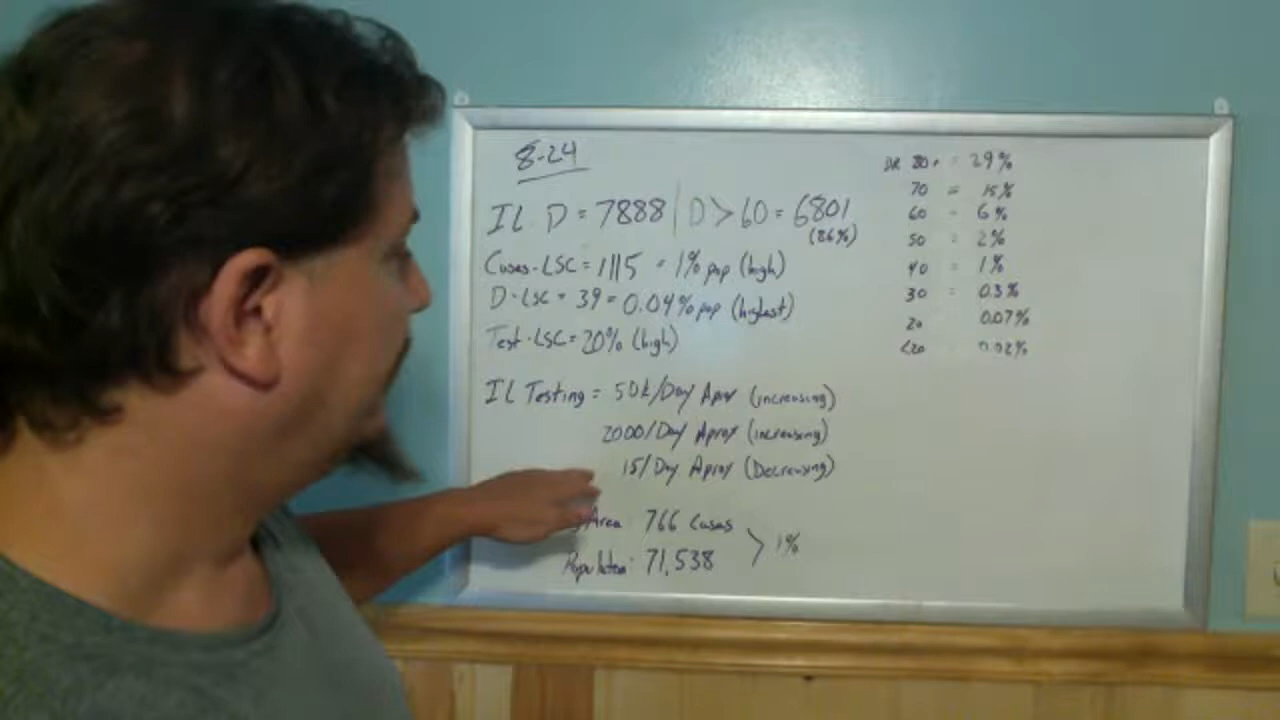 8-24
IL D = 7888 | D > 60 = 6801
(86%)
Cases-LSC = 1115 = 1% pop (high)
D-LSC = 39 = 0.04% pop (highest)
Test-LSC = 20% (high)
IL Testing = 50k/Day Aprx (increasing)
2000/Day Aprox (increasing)
15/Day Aprox (Decreasing)
Area: 766 Cases
Population: 71,538
> 1%
DR 80+ = 29%
70 = 15%
60 = 6%
50 = 2%
40 = 1%
30 = 0.3%
20 0.07%
<20 0.02%